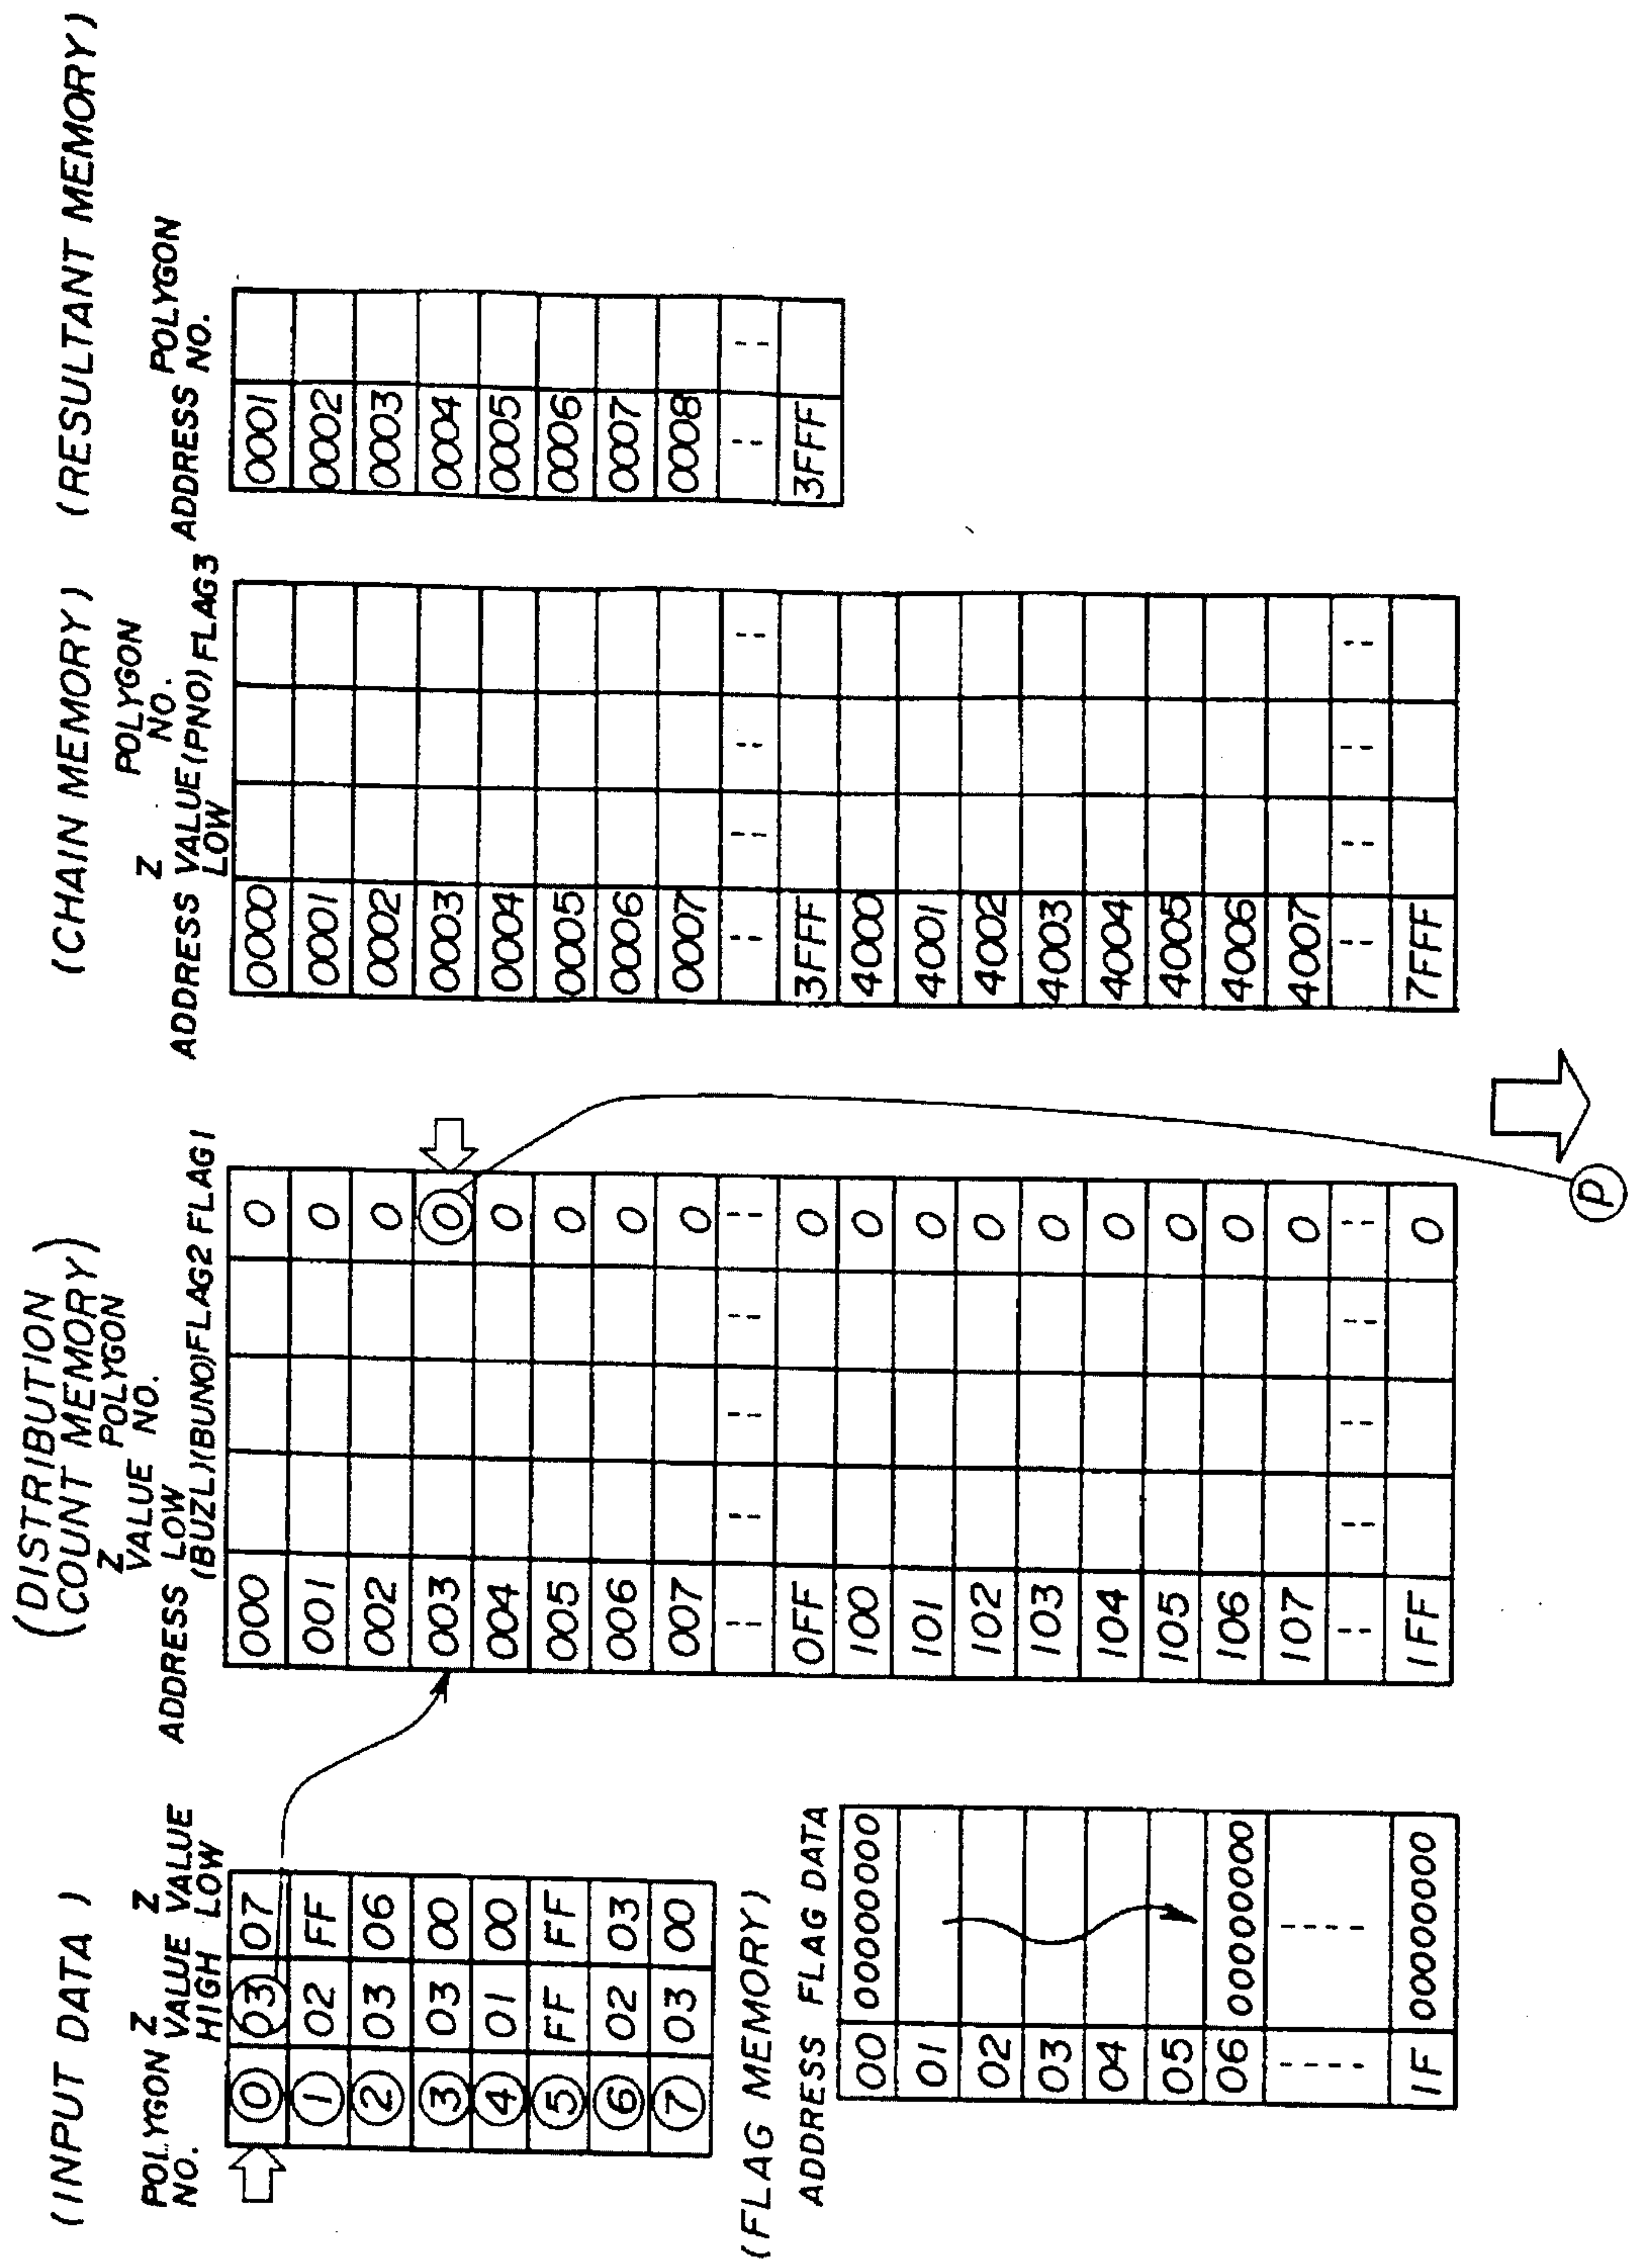 (INPUT DATA)
POLYGON NO. Z VALUE HIGH Z VALUE LOW
0 03 07
1 02 FF
2 03 06
3 03 00
4 01 00
5 FF FF
6 02 03
7 03 00
(FLAG MEMORY)
ADDRESS FLAG DATA
00 00000000
01
02
03
04
05
06 00000000
---- ----
1F 00000000
(DISTRIBUTION
COUNT MEMORY)
ADDRESS Z VALUE LOW (BUZL) POLYGON NO. (BUNO) FLAG2 FLAG1
000 0
001 0
002 0
003 0
004 0
005 0
006 0
007 0
-- -- -- -- --
0FF 0
100 0
101 0
102 0
103 0
104 0
105 0
106 0
107 0
-- -- -- -- --
1FF 0
P
(CHAIN MEMORY)
ADDRESS Z VALUE LOW POLYGON NO. (PNO) FLAG3
0000
0001
0002
0003
0004
0005
0006
0007
-- -- -- --
3FFF
4000
4001
4002
4003
4004
4005
4006
4007
-- -- -- --
7FFF
(RESULTANT MEMORY)
ADDRESS POLYGON NO.
0001
0002
0003
0004
0005
0006
0007
0008
-- --
3FFF